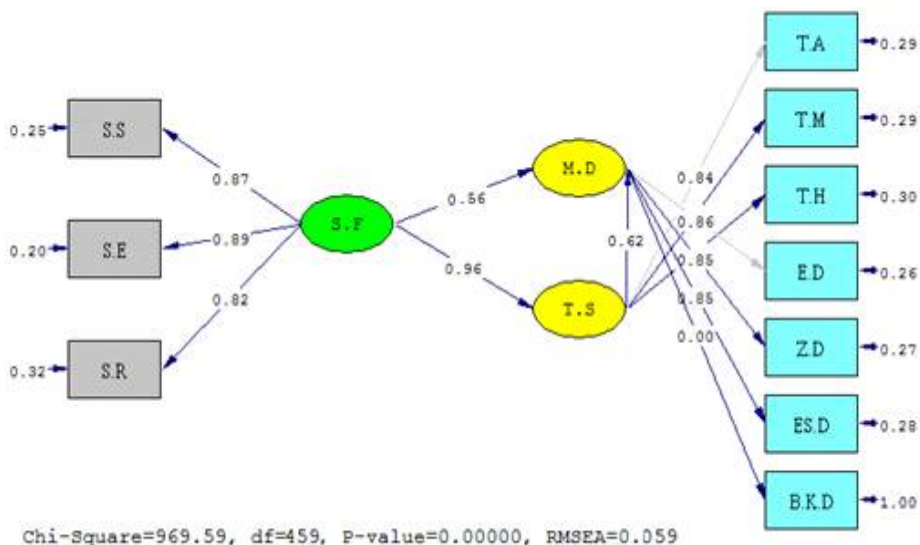 T.A
0.29
T.M
0.29
0.25
S.S
M.D
0.84
T.H
0.30
0.87
0.56
S.F
0.86
0.20
S.E
0.89
0.62
0.85
E.D
0.26
0.96
0.85
0.82
T.S
0.00
Z.D
0.27
0.32
S.R
ES.D
0.28
B.K.D
1.00
Chi-Square=969.59, df=459, P-value=0.00000, RMSEA=0.059